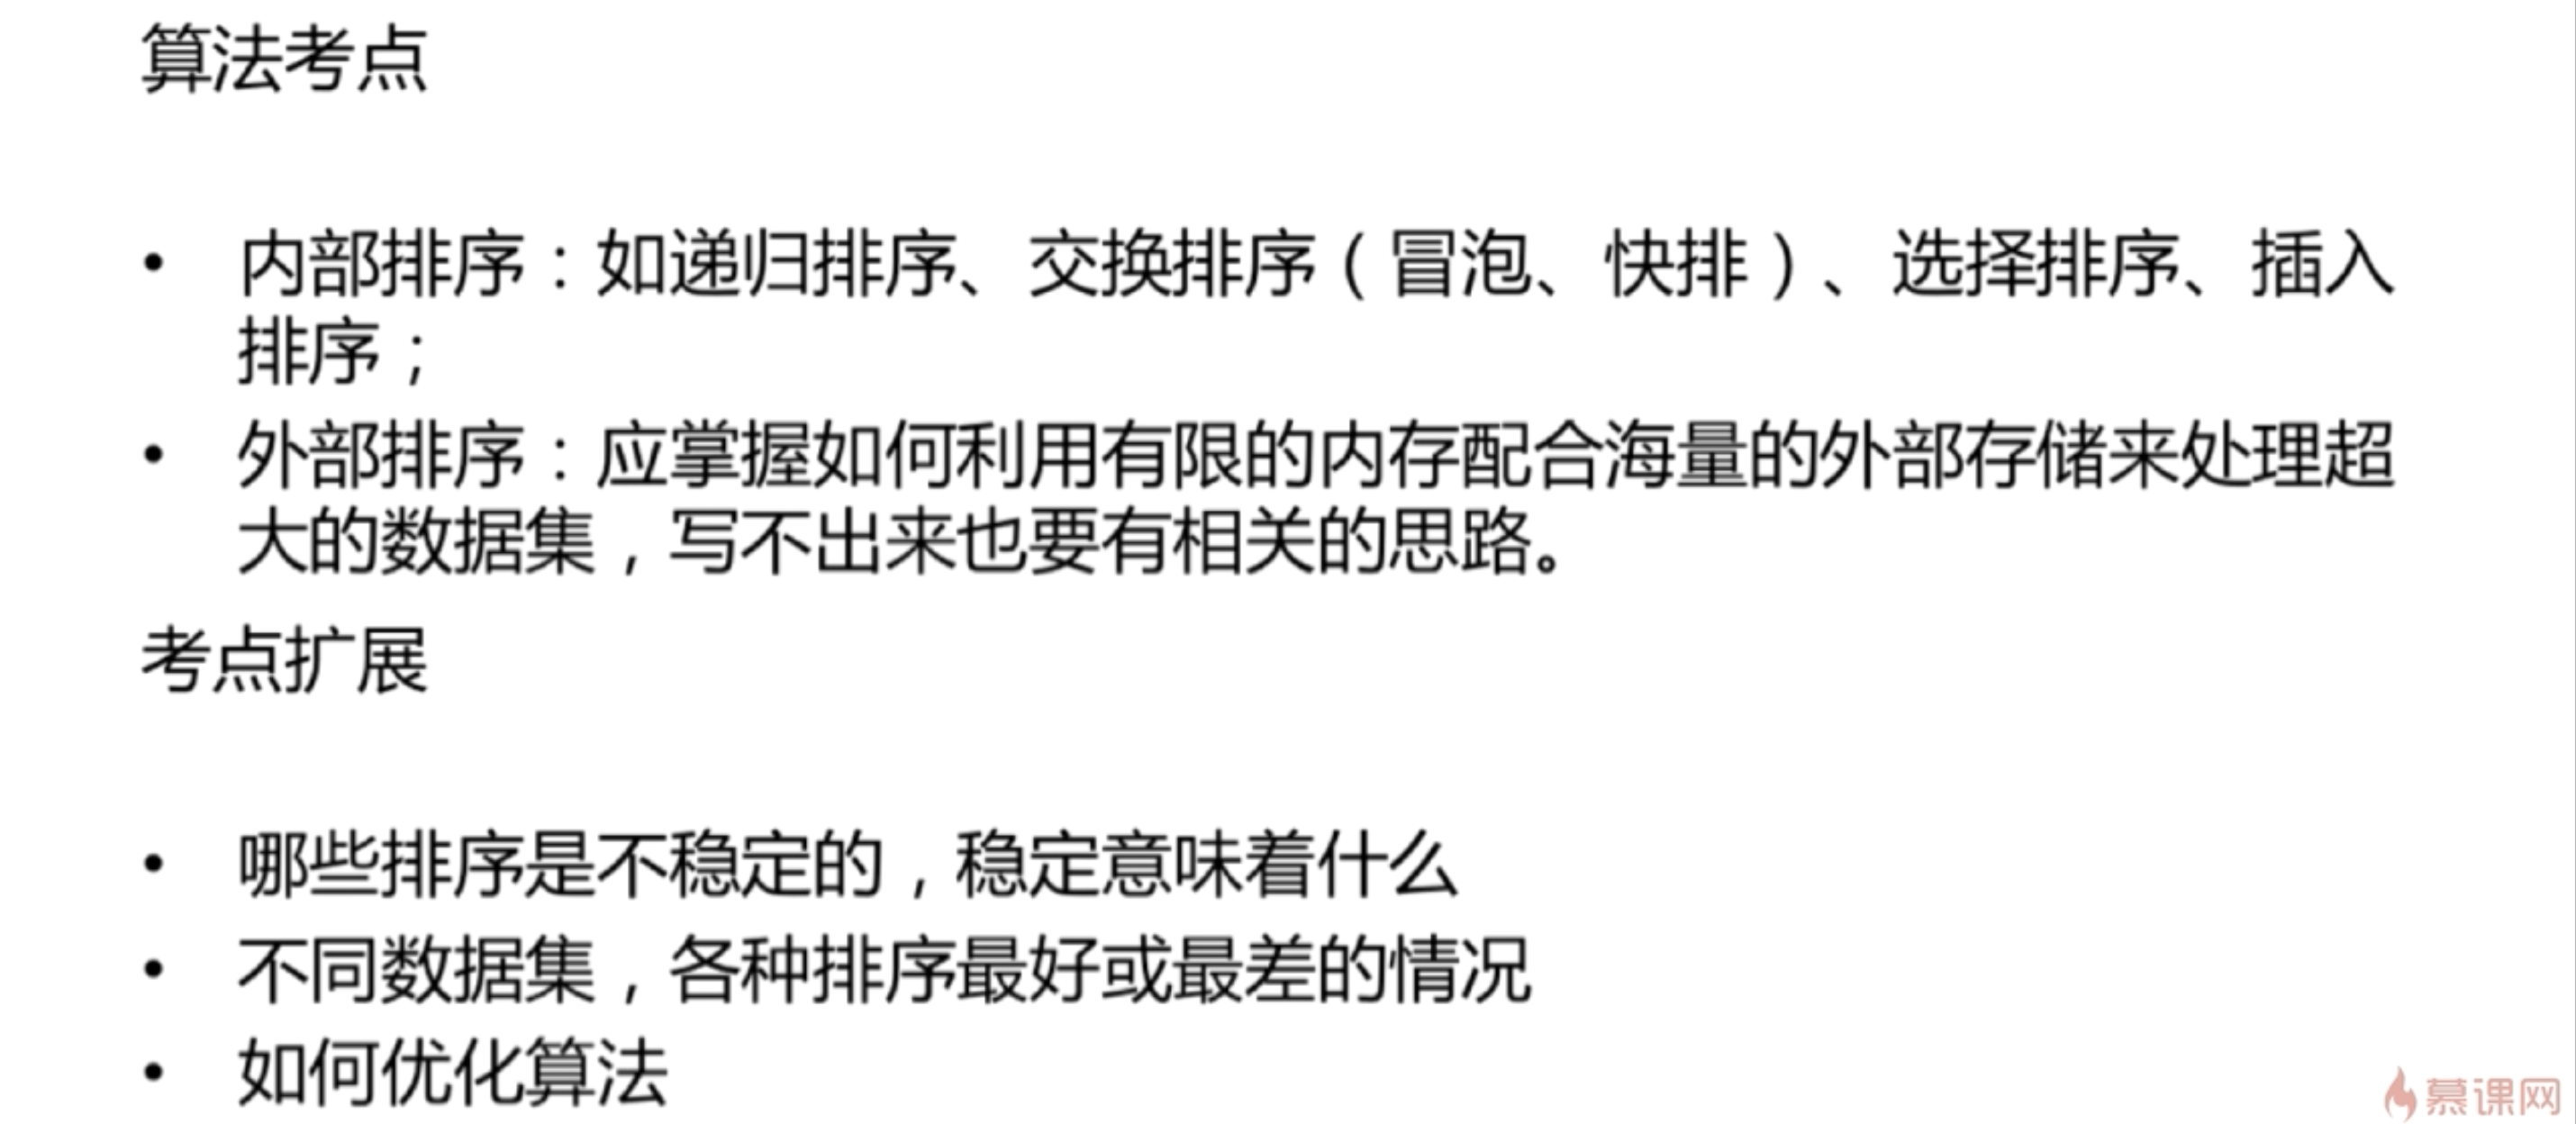 算法考点
• 内部排序：如递归排序、交换排序（冒泡、快排）、选择排序、插入
排序；
• 外部排序：应掌握如何利用有限的内存配合海量的外部存储来处理超
大的数据集，写不出来也要有相关的思路。
考点扩展
• 哪些排序是不稳定的，稳定意味着什么
• 不同数据集，各种排序最好或最差的情况
• 如何优化算法
慕课网